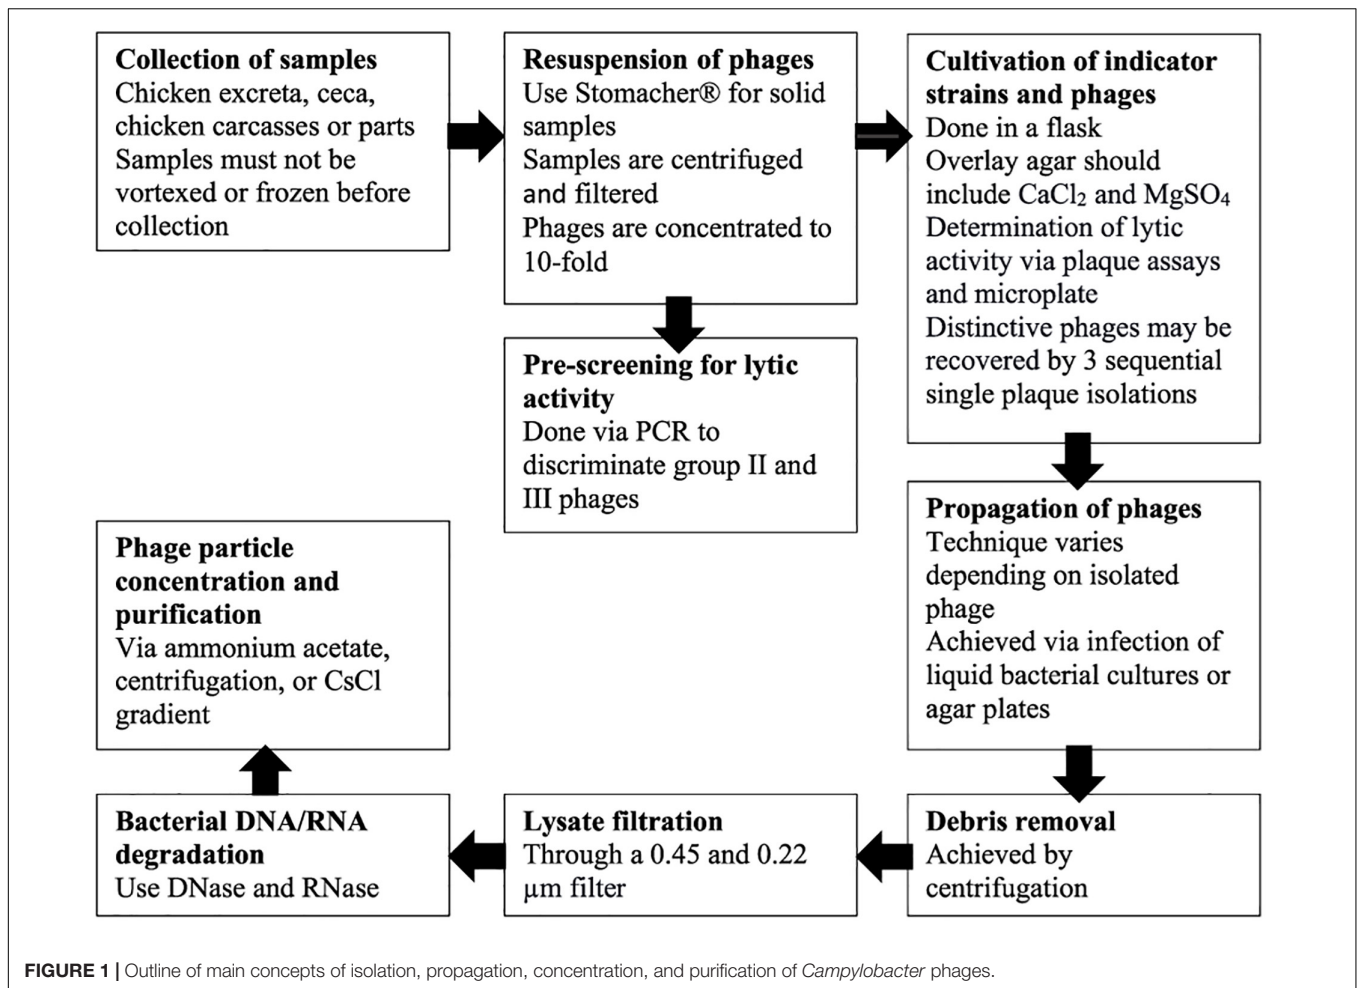 Collection of samples
Chicken excreta, ceca,
chicken carcasses or parts
Samples must not be
vortexed or frozen before
collection
Resuspension of phages
Use Stomacher® for solid
samples
Samples are centrifuged
and filtered
Phages are concentrated to
10-fold
Cultivation of indicator
strains and phages
Done in a flask
Overlay agar should
include CaCl₂ and MgSO₄
Determination of lytic
activity via plaque assays
and microplate
Distinctive phages may be
recovered by 3 sequential
single plaque isolations
Pre-screening for lytic
activity
Done via PCR to
discriminate group II and
III phages
Propagation of phages
Technique varies
depending on isolated
phage
Achieved via infection of
liquid bacterial cultures or
agar plates
Debris removal
Achieved by
centrifugation
Lysate filtration
Through a 0.45 and 0.22
µm filter
Bacterial DNA/RNA
degradation
Use DNase and RNase
Phage particle
concentration and
purification
Via ammonium acetate,
centrifugation, or CsCl
gradient
FIGURE 1 | Outline of main concepts of isolation, propagation, concentration, and purification of Campylobacter phages.